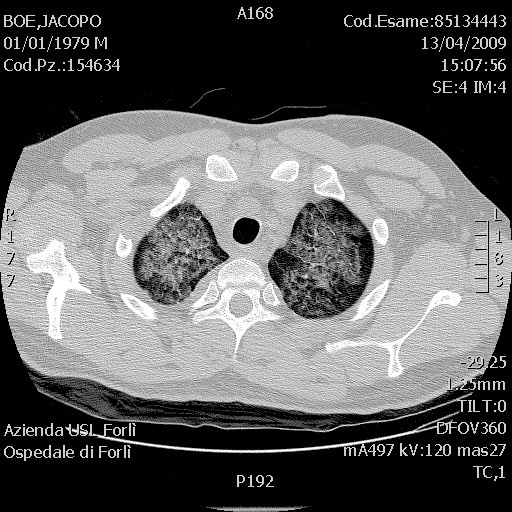 BOE,JACOPO
01/01/1979 M
Cod.Pz.:154634
A168
Cod.Esame:85134443
13/04/2009
15:07:56
SE:4 IM:4
R
1
7
7
L
1
8
3
-29.25
1.25mm
TILT:0
DFOV360
mA497 kV:120 mas27
TC,1
Azienda USL Forlì
Ospedale di Forlì
P192